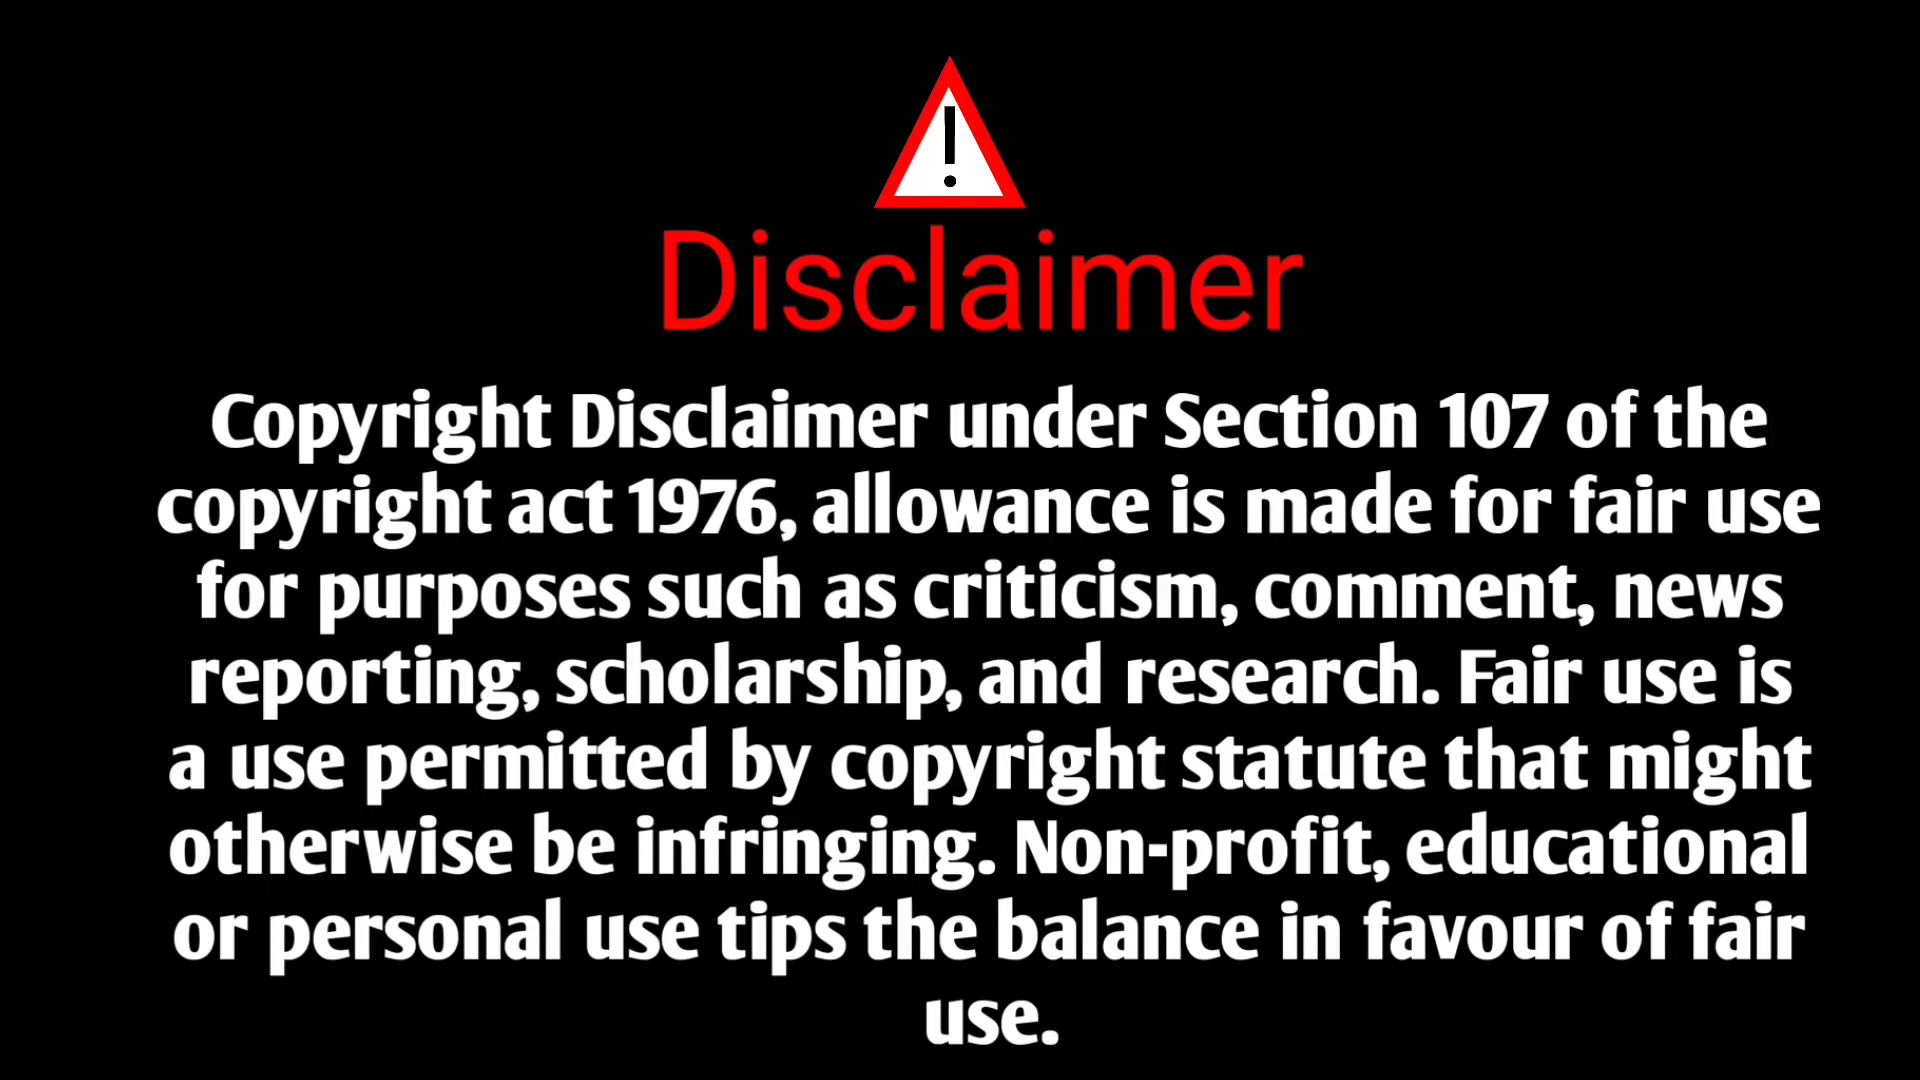 Disclaimer
Copyright Disclaimer under Section 107 of the
copyright act 1976, allowance is made for fair use
for purposes such as criticism, comment, news
reporting, scholarship, and research. Fair use is
a use permitted by copyright statute that might
otherwise be infringing. Non-profit, educational
or personal use tips the balance in favour of fair
use.